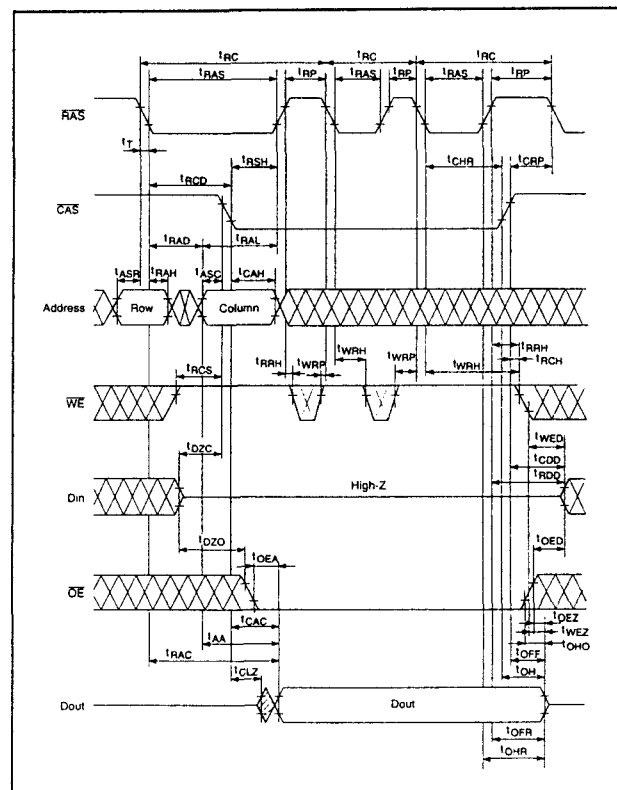 tRC tRC tRC
tRAS tRP tRAS tRP tRAS tRP
RAS
tT
tRSH tCHR tCRP
tRCD
CAS
tRAD tRAL
tASR tRAH tASC tCAH
Address Row Column
tRRH
tRRH tWRP tWRH tWRP tWRH tRCH
tRCS
WE
tWED
tDZC tCDD
tRDD
Din High-Z
tDZO tOEA tOED
OE
tOEZ
tCAC tWEZ
tAA tOHO
tRAC tOFF
tCLZ tOH
Dout Dout
tOFR
tOHR